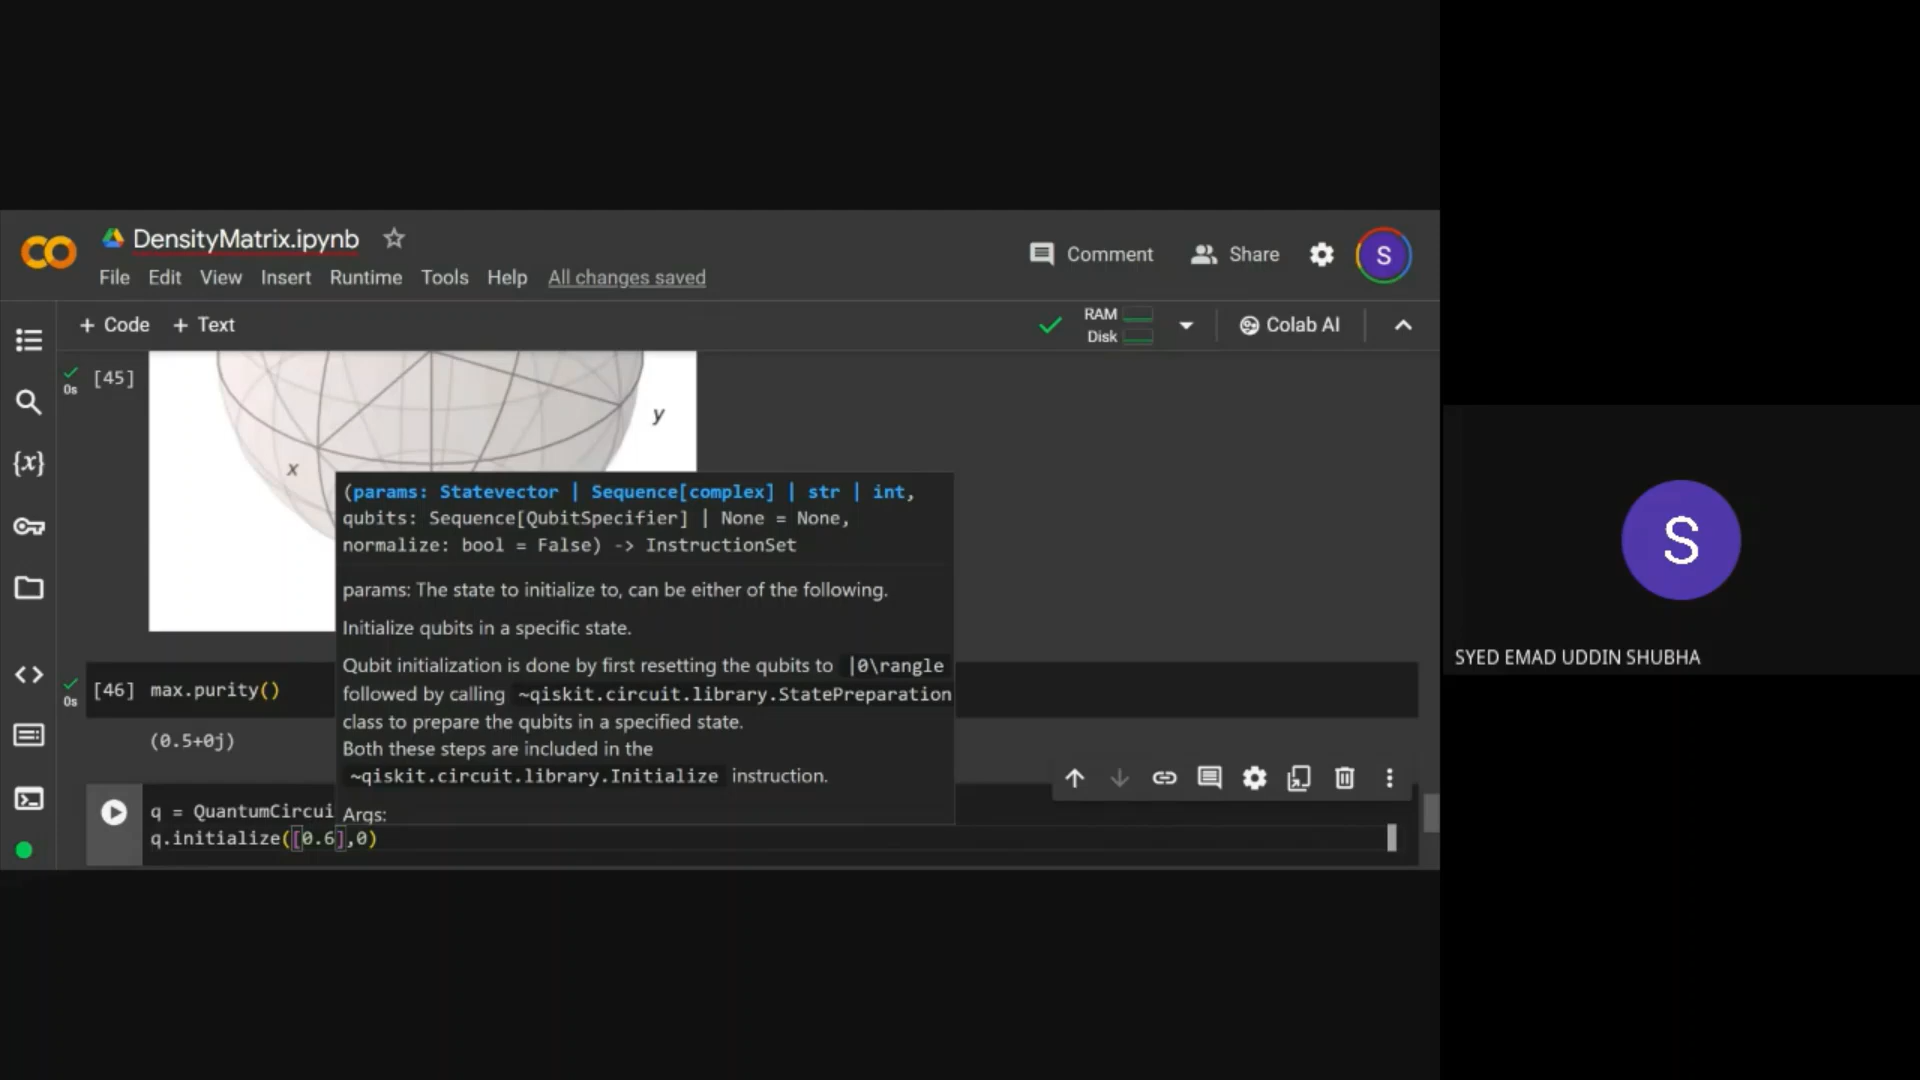 DensityMatrix.ipynb
Comment
Share
S
File Edit View Insert Runtime Tools Help All changes saved
+ Code + Text
RAM
Disk
Colab AI
0s
[45]
y
x
(params: Statevector | Sequence[complex] | str | int,
qubits: Sequence[QubitSpecifier] | None = None,
normalize: bool = False) -> InstructionSet
params: The state to initialize to, can be either of the following.
Initialize qubits in a specific state.
Qubit initialization is done by first resetting the qubits to |0\rangle
followed by calling ~qiskit.circuit.library.StatePreparation
class to prepare the qubits in a specified state.
Both these steps are included in the
~qiskit.circuit.library.Initialize instruction.
Args:
{x}
0s
[46] max.purity()
(0.5+0j)
q = QuantumCircui
q.initialize([0.6],0)
S
SYED EMAD UDDIN SHUBHA